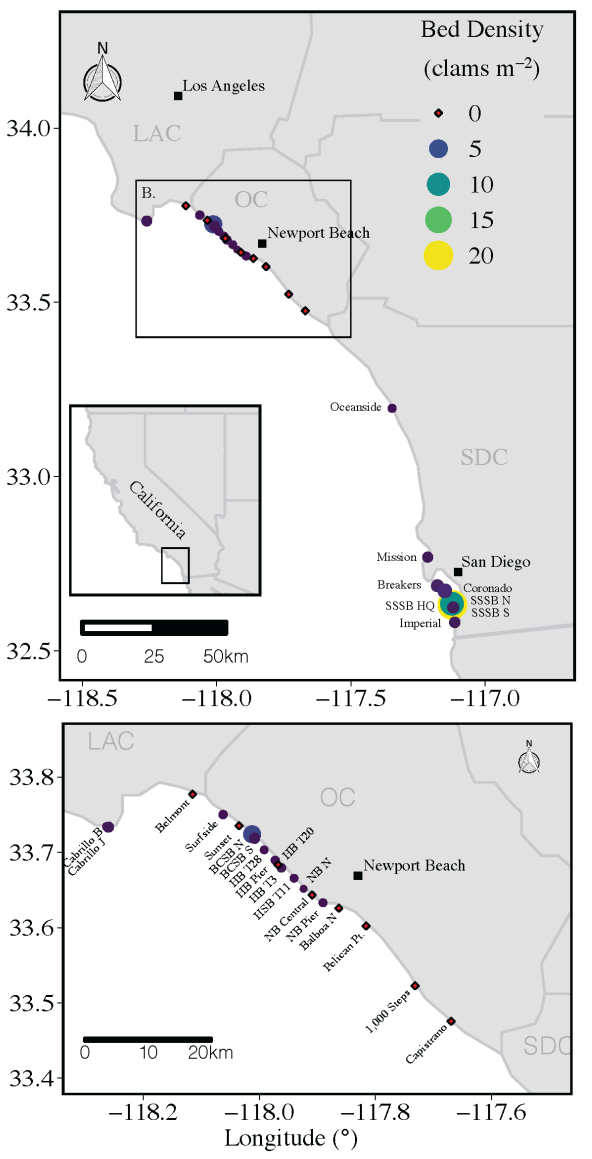 Bed Density
(clams m⁻²)
0
5
10
15
20
N
Los Angeles
LAC
B.
OC
Newport Beach
Oceanside
SDC
Mission
San Diego
Breakers
Coronado
SSSB HQ
SSSB N
SSSB S
Imperial
California
0 25 50km
34.0
33.5
33.0
32.5
−118.5 −118.0 −117.5 −117.0
LAC
N
OC
Cabrillo B
Cabrillo J
Belmont
Surfside
Sunset
BCSB N
BCSB S
HB T28
HB Pier
HB T20
HB T3
HSB T11
NB N
NB Central
NB Pier
Balboa N
Newport Beach
Pelican Pt.
1,000 Steps
Capistrano
SDC
0 10 20km
33.8
33.7
33.6
33.5
33.4
−118.2 −118.0 −117.8 −117.6
Longitude (°)